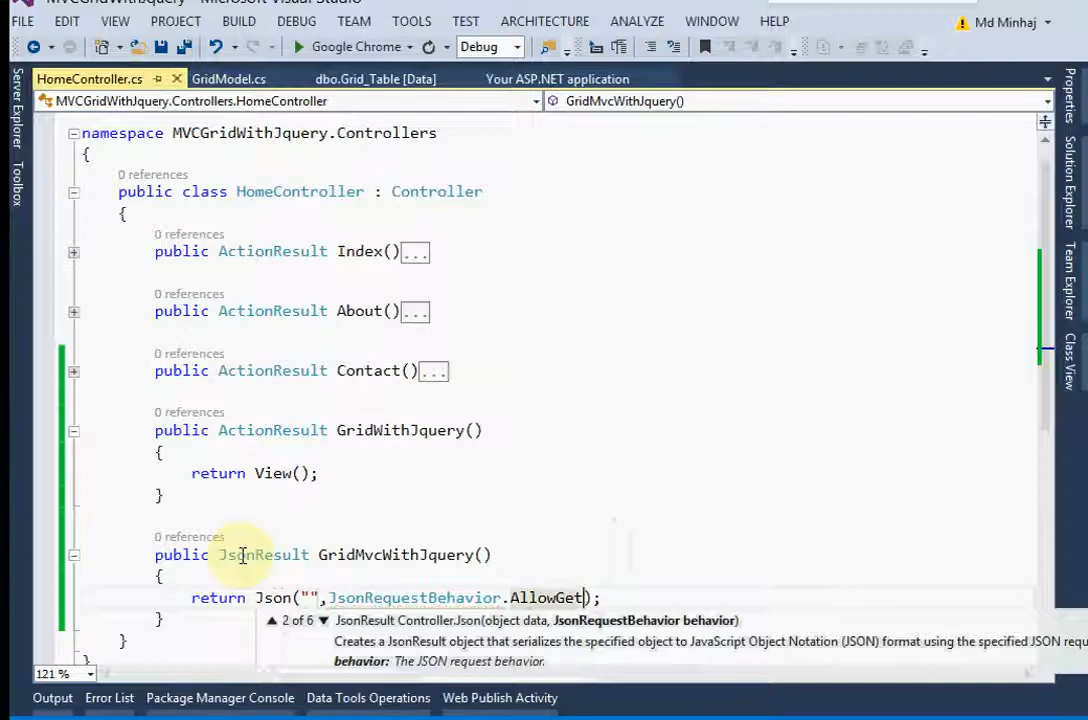 MVCGridWithJquery - Microsoft Visual Studio
FILE EDIT VIEW PROJECT BUILD DEBUG TEAM TOOLS TEST ARCHITECTURE ANALYZE WINDOW HELP Md Minhaj
Google Chrome Debug
HomeController.cs GridModel.cs dbo.Grid_Table [Data] Your ASP.NET application
MVCGridWithJquery.Controllers.HomeController GridMvcWithJquery()
Server Explorer
Toolbox
Properties
Solution Explorer
Team Explorer
Class View
namespace MVCGridWithJquery.Controllers
{
0 references
public class HomeController : Controller
{
0 references
public ActionResult Index()...
0 references
public ActionResult About()...
0 references
public ActionResult Contact()...
0 references
public ActionResult GridWithJquery()
{
return View();
}
0 references
public JsonResult GridMvcWithJquery()
{
return Json("",JsonRequestBehavior.AllowGet);
}
▲ 2 of 6 ▼ JsonResult Controller.Json(object data, JsonRequestBehavior behavior)
Creates a JsonResult object that serializes the specified object to JavaScript Object Notation (JSON) format using the specified JSON reque
behavior: The JSON request behavior.
}
}
121 %
Output Error List Package Manager Console Data Tools Operations Web Publish Activity